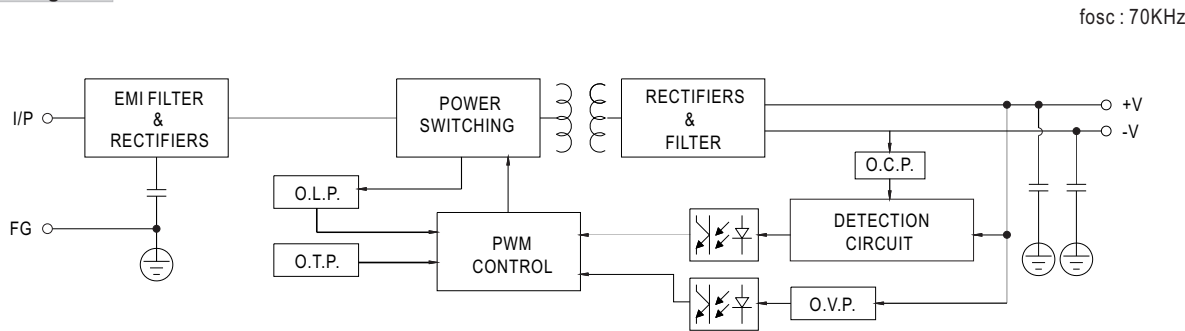 fosc : 70KHz
EMI FILTER
&
RECTIFIERS
POWER
SWITCHING
RECTIFIERS
&
FILTER
I/P
+V
-V
O.C.P.
O.L.P.
FG
PWM
CONTROL
DETECTION
CIRCUIT
O.T.P.
O.V.P.